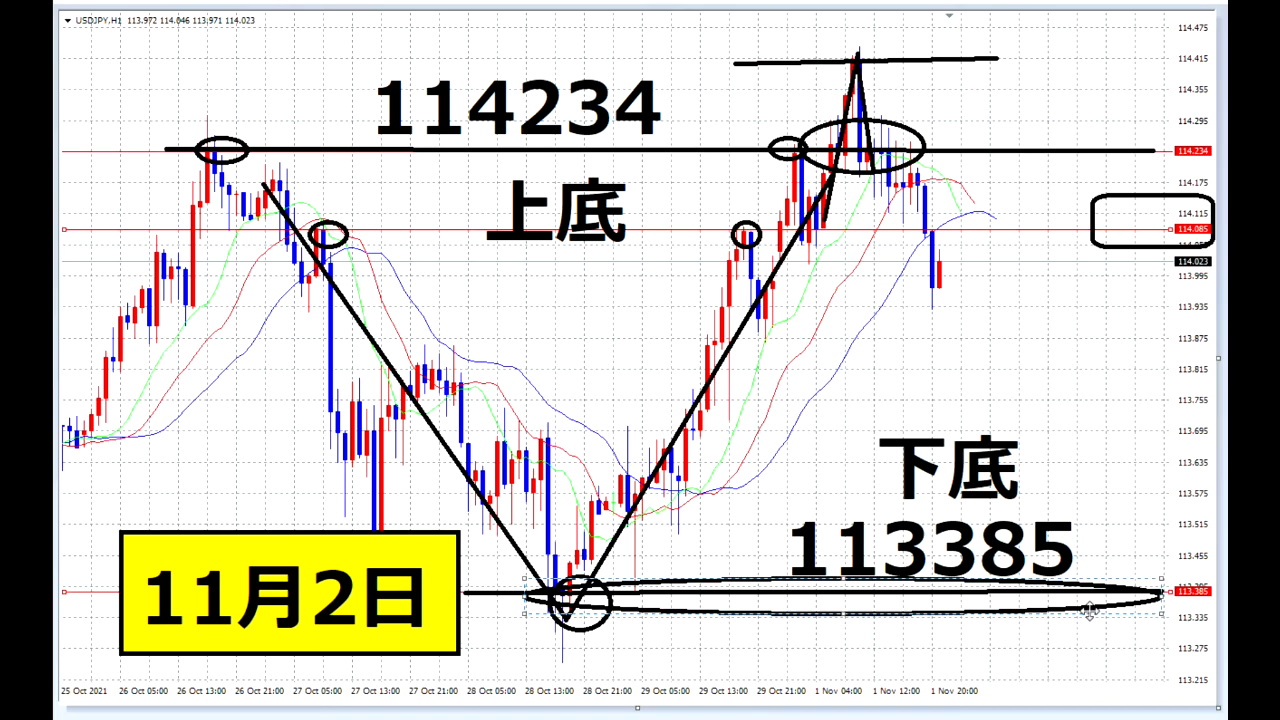 USDJPY,H1 113.972 114.046 113.971 114.023
114.475
114.415
114.355
114.295
114.234
114.175
114.115
114.085
114.023
113.995
113.935
113.875
113.815
113.755
113.695
113.635
113.575
113.515
113.455
113.385
113.335
113.275
113.215
114234
上底
下底
113385
11月2日
25 Oct 2021
26 Oct 05:00
26 Oct 13:00
26 Oct 21:00
27 Oct 05:00
27 Oct 13:00
27 Oct 21:00
28 Oct 05:00
28 Oct 13:00
28 Oct 21:00
29 Oct 05:00
29 Oct 13:00
29 Oct 21:00
1 Nov 04:00
1 Nov 12:00
1 Nov 20:00